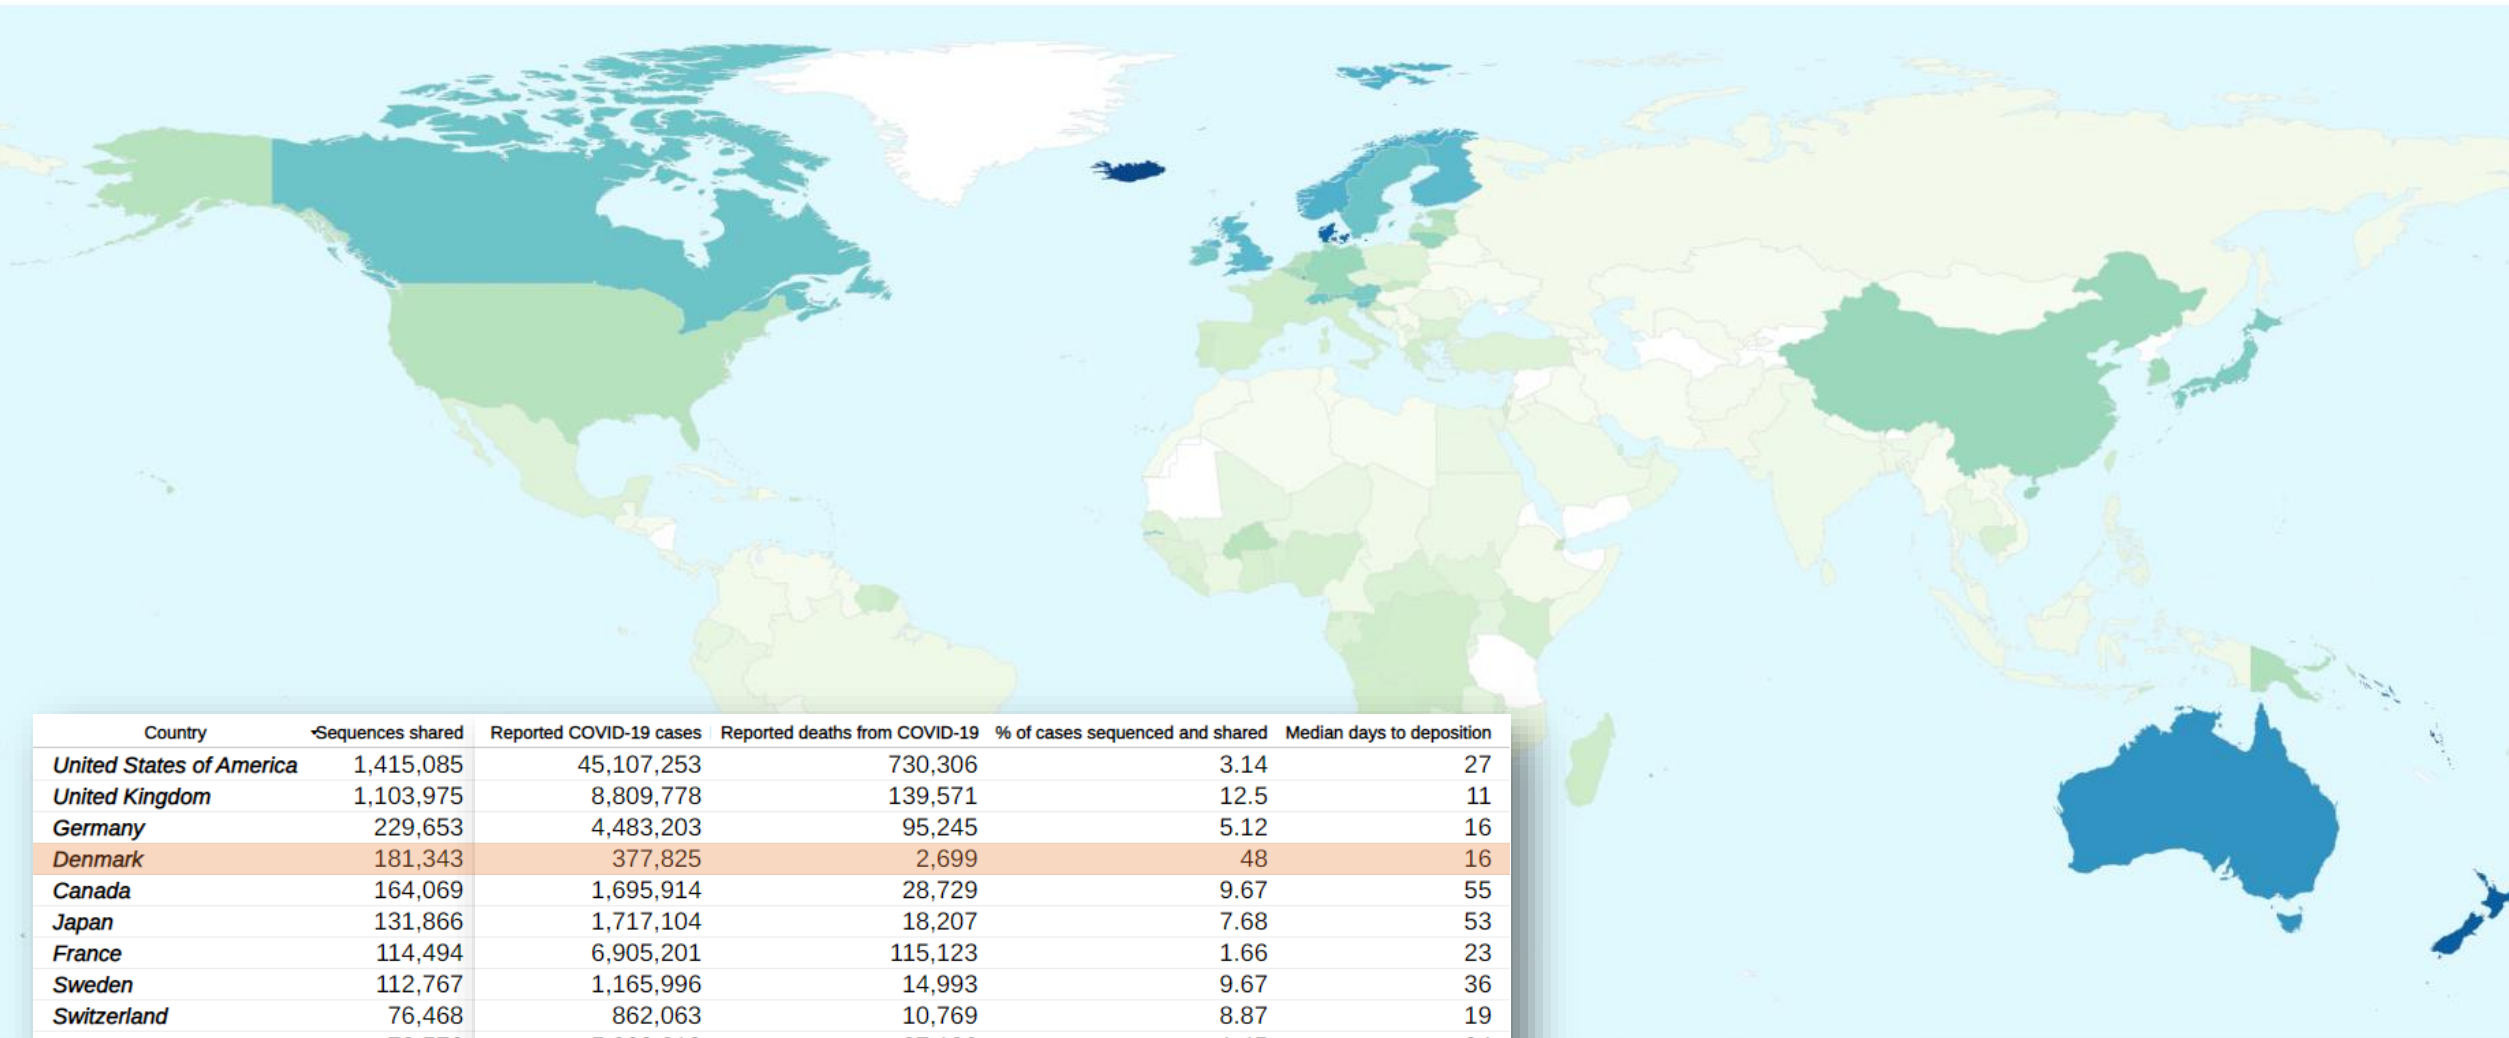 Country Sequences shared Reported COVID-19 cases Reported deaths from COVID-19 % of cases sequenced and shared Median days to deposition
United States of America 1,415,085 45,107,253 730,306 3.14 27
United Kingdom 1,103,975 8,809,778 139,571 12.5 11
Germany 229,653 4,483,203 95,245 5.12 16
Denmark 181,343 377,825 2,699 48 16
Canada 164,069 1,695,914 28,729 9.67 55
Japan 131,866 1,717,104 18,207 7.68 53
France 114,494 6,905,201 115,123 1.66 23
Sweden 112,767 1,165,996 14,993 9.67 36
Switzerland 76,468 862,063 10,769 8.87 19